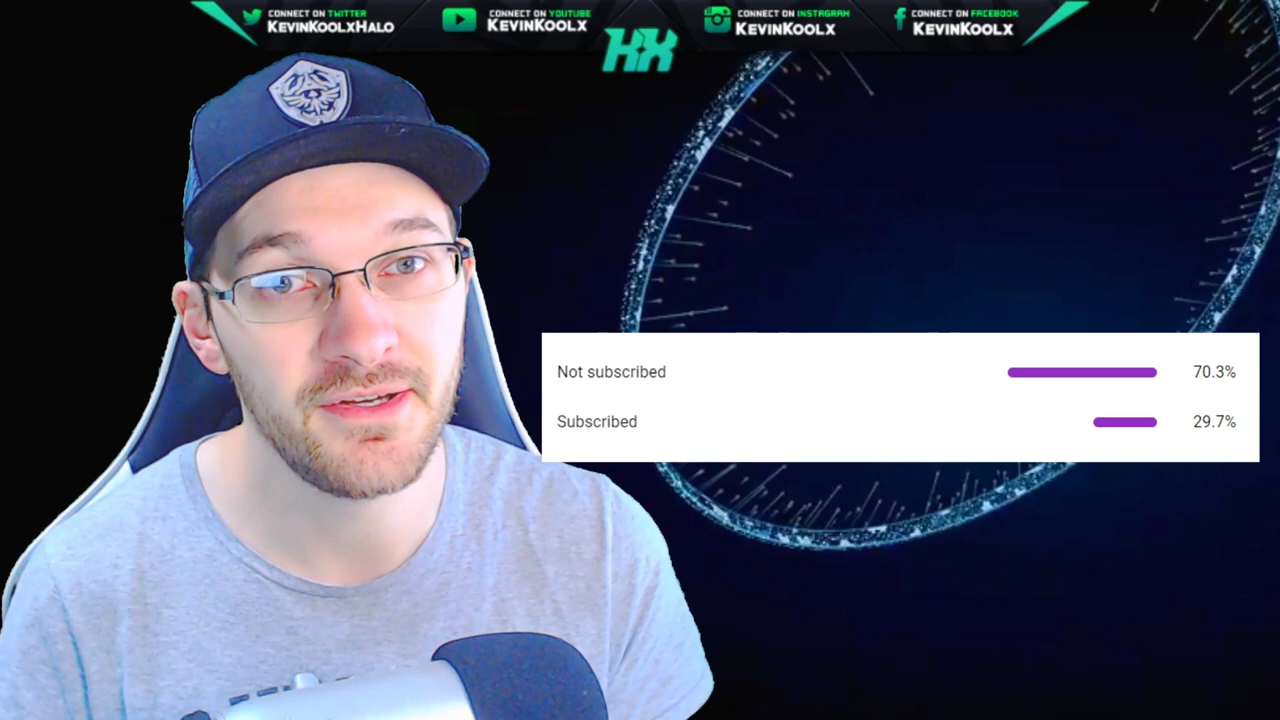 CONNECT ON TWITTER
KEVINKOOLXHALO
CONNECT ON YOUTUBE
KEVINKOOLX
CONNECT ON INSTAGRAM
KEVINKOOLX
CONNECT ON FACEBOOK
KEVINKOOLX
KX
Not subscribed 70.3%
Subscribed 29.7%